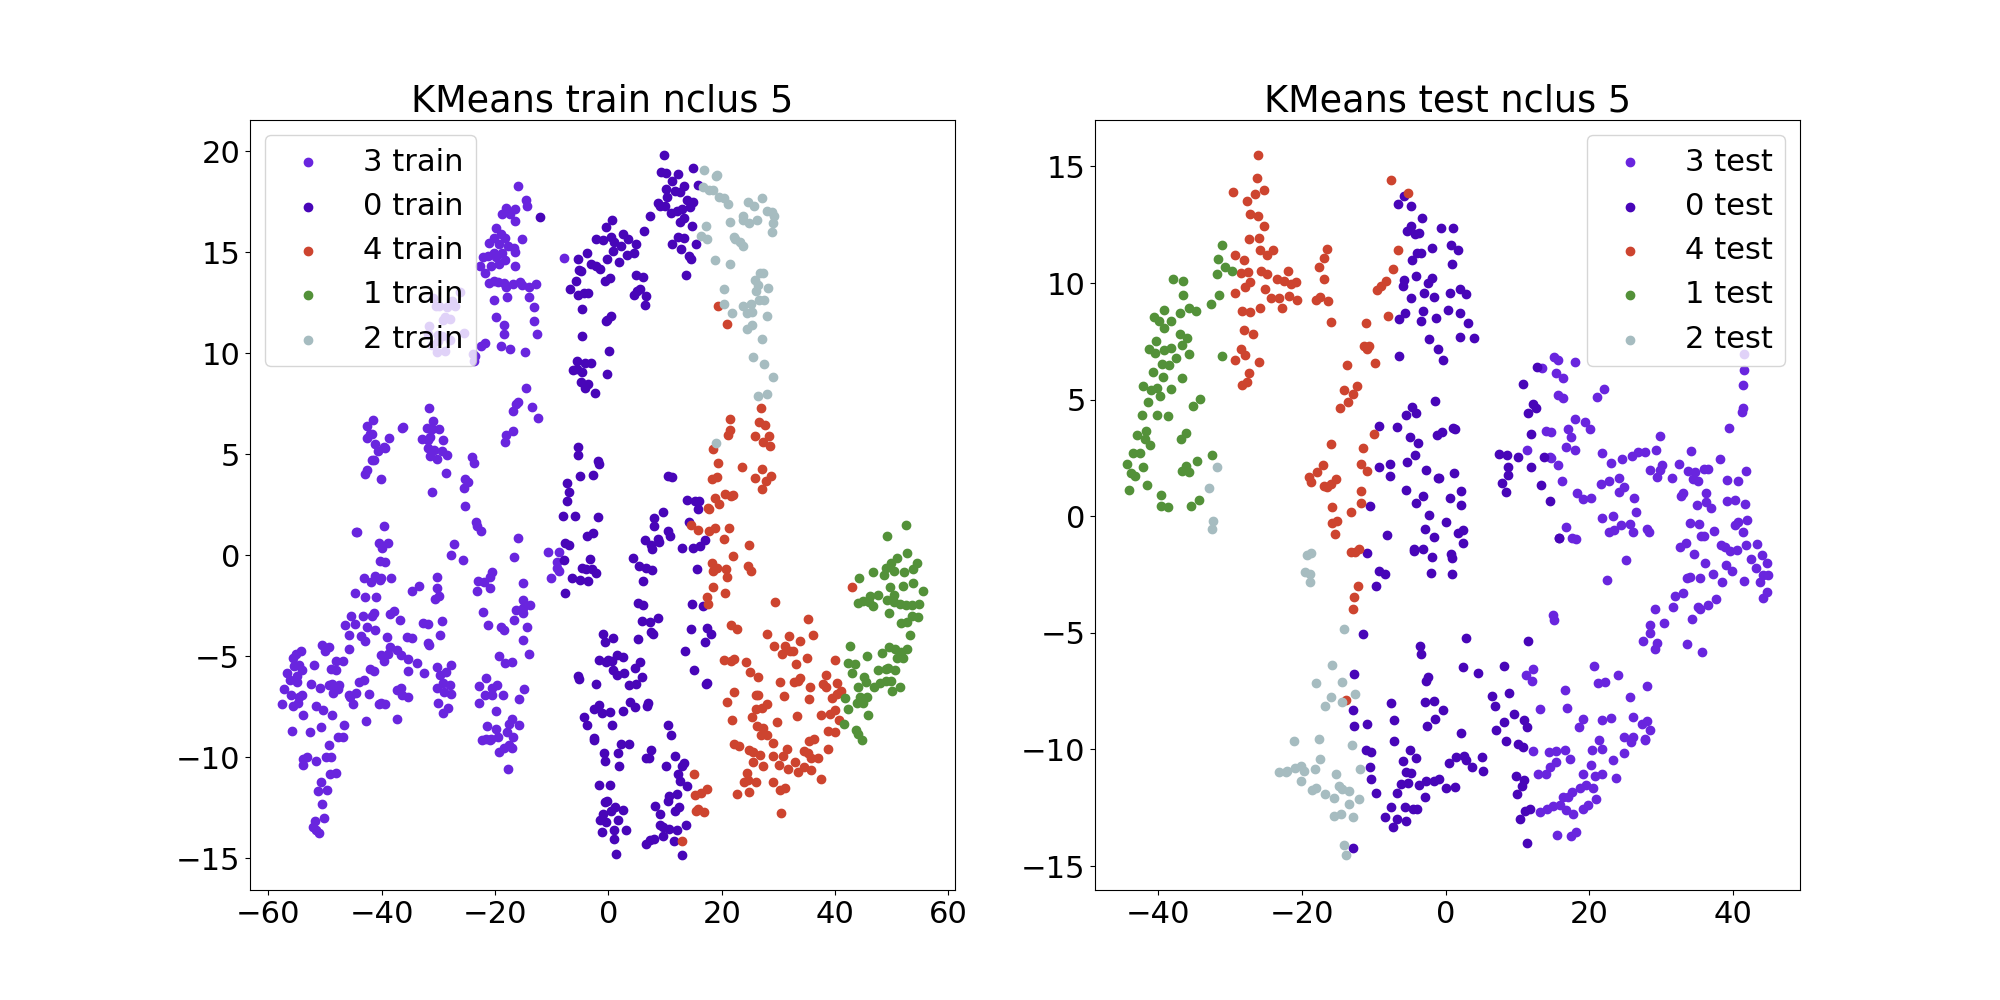 KMeans train nclus 5
20
15
10
5
0
−5
−10
−15
3 train
0 train
4 train
1 train
2 train
−60 −40 −20 0 20 40 60
KMeans test nclus 5
15
10
5
0
−5
−10
−15
3 test
0 test
4 test
1 test
2 test
−40 −20 0 20 40